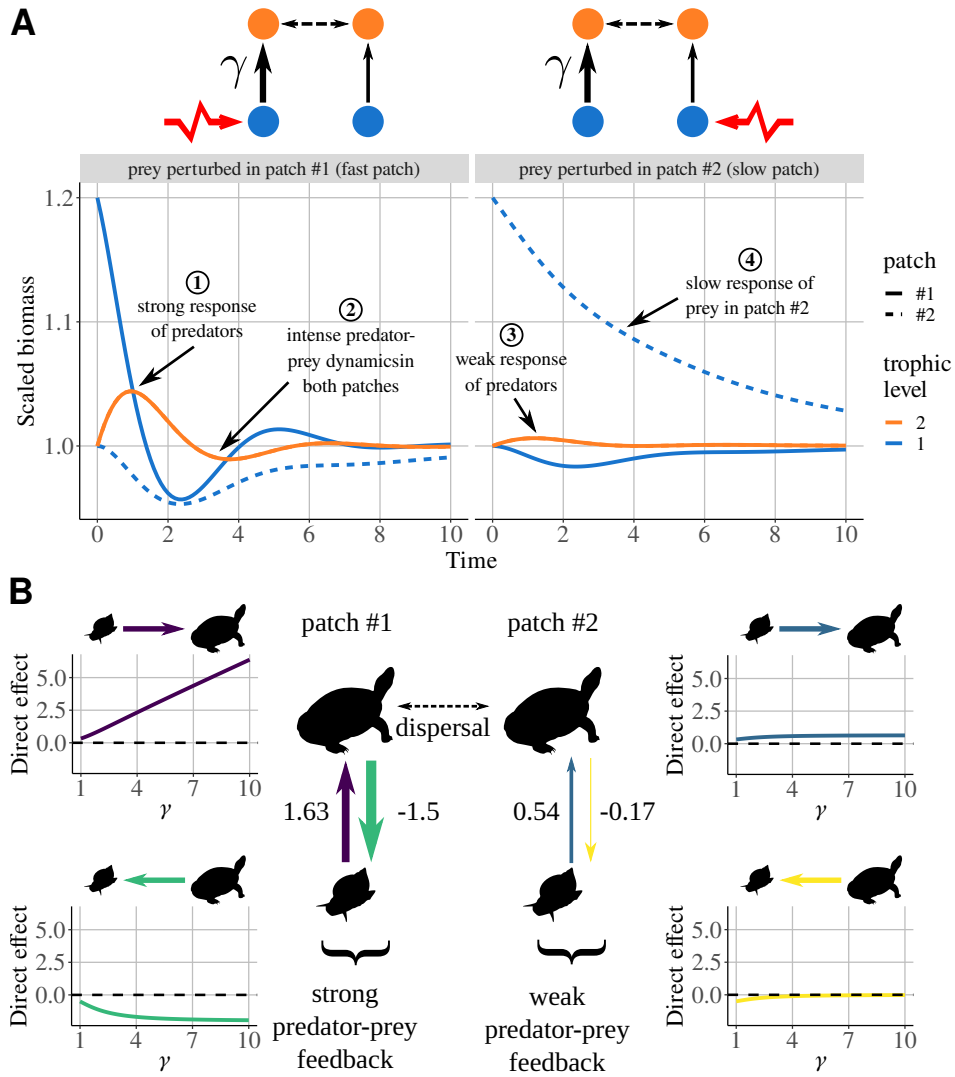 A
γ
γ
prey perturbed in patch #1 (fast patch)
prey perturbed in patch #2 (slow patch)
Scaled biomass
1.2
1.1
1.0
① strong response
of predators
② intense predator-
prey dynamicsin
both patches
③ weak response
of predators
④ slow response of
prey in patch #2
0 2 4 6 8 10
0 2 4 6 8 10
Time
patch
#1
#2
trophic
level
2
1
B
patch #1
patch #2
dispersal
1.63
-1.5
0.54
-0.17
strong
predator-prey
feedback
weak
predator-prey
feedback
Direct effect
5.0
2.5
0.0
1 4 7 10
γ
Direct effect
5.0
2.5
0.0
1 4 7 10
γ
Direct effect
5.0
2.5
0.0
1 4 7 10
γ
Direct effect
5.0
2.5
0.0
1 4 7 10
γ